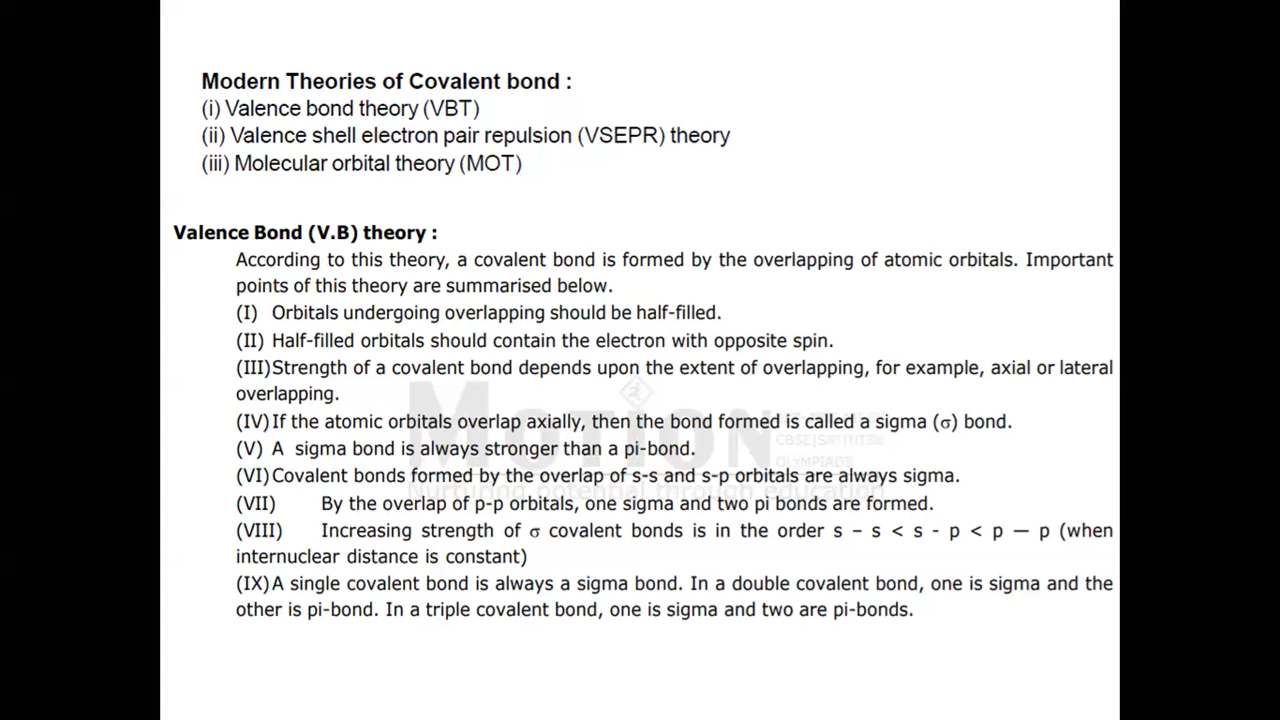 Modern Theories of Covalent bond :
(i) Valence bond theory (VBT)
(ii) Valence shell electron pair repulsion (VSEPR) theory
(iii) Molecular orbital theory (MOT)
Valence Bond (V.B) theory :
According to this theory, a covalent bond is formed by the overlapping of atomic orbitals. Important
points of this theory are summarised below.
(I) Orbitals undergoing overlapping should be half-filled.
(II) Half-filled orbitals should contain the electron with opposite spin.
(III)Strength of a covalent bond depends upon the extent of overlapping, for example, axial or lateral
overlapping.
(IV)If the atomic orbitals overlap axially, then the bond formed is called a sigma (σ) bond.
(V) A sigma bond is always stronger than a pi-bond.
(VI)Covalent bonds formed by the overlap of s-s and s-p orbitals are always sigma.
(VII) By the overlap of p-p orbitals, one sigma and two pi bonds are formed.
(VIII) Increasing strength of σ covalent bonds is in the order s – s < s - p < p — p (when
internuclear distance is constant)
(IX)A single covalent bond is always a sigma bond. In a double covalent bond, one is sigma and the
other is pi-bond. In a triple covalent bond, one is sigma and two are pi-bonds.
MOTION
Nurturing potential through education